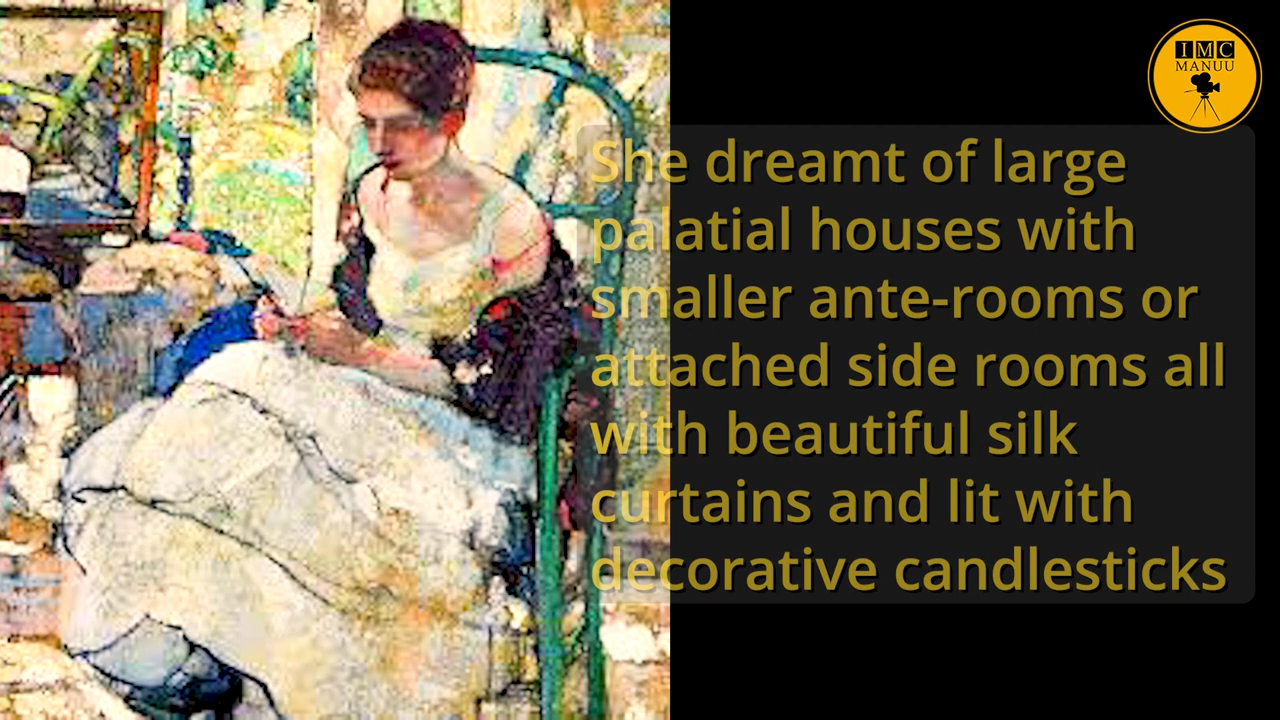 IMC
MANUU
She dreamt of large
palatial houses with
smaller ante-rooms or
attached side rooms all
with beautiful silk
curtains and lit with
decorative candlesticks